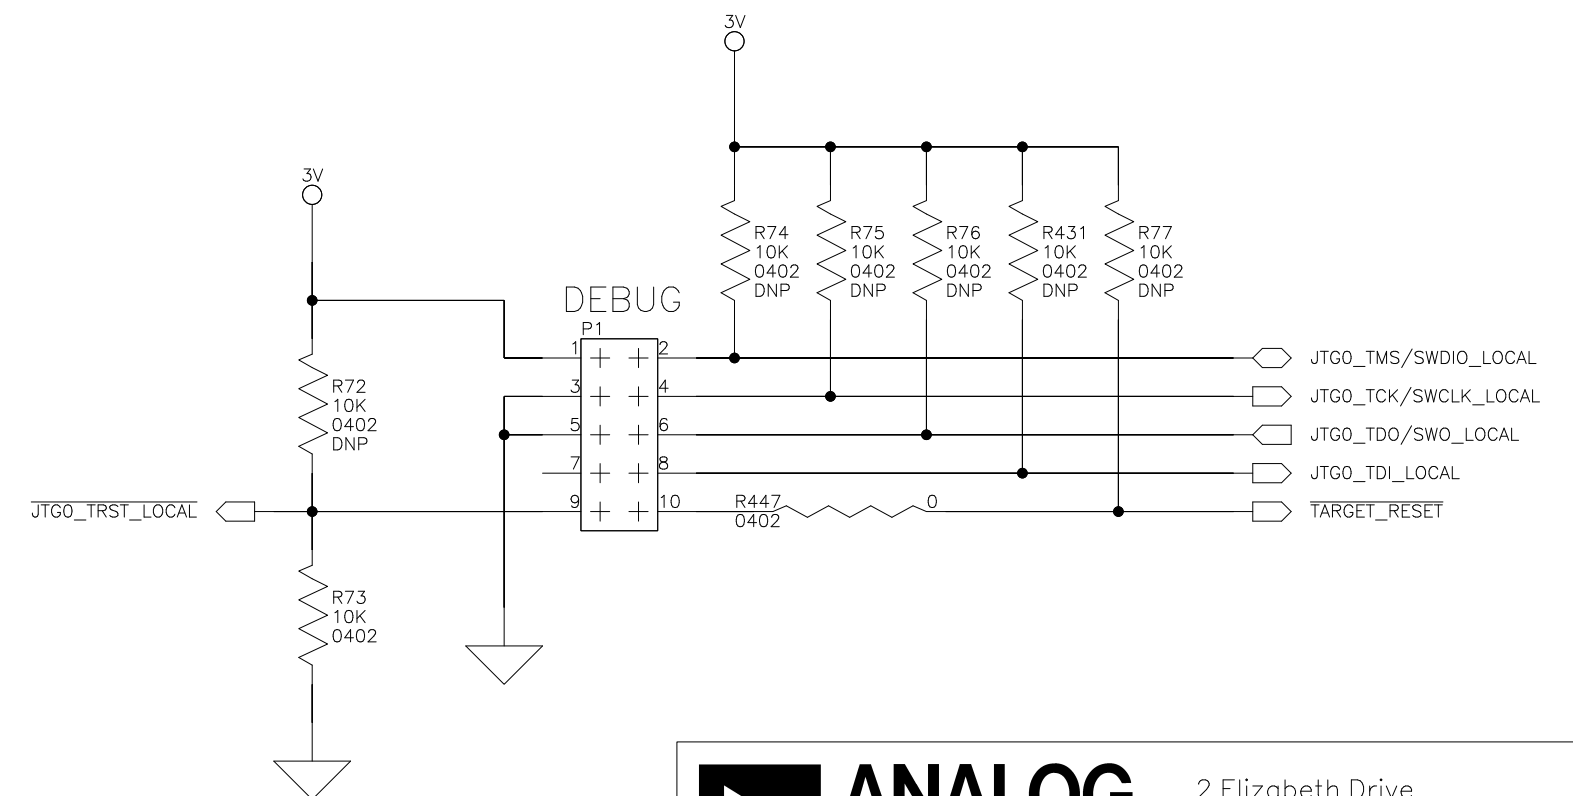 3V
3V
R74
10K
0402
DNP
R75
10K
0402
DNP
R76
10K
0402
DNP
R431
10K
0402
DNP
R77
10K
0402
DNP
DEBUG
P1
1
2
3
4
5
6
7
8
9
10
R72
10K
0402
DNP
JTG0_TMS/SWDIO_LOCAL
JTG0_TCK/SWCLK_LOCAL
JTG0_TDO/SWO_LOCAL
JTG0_TDI_LOCAL
R447
0402
0
TARGET_RESET
JTG0_TRST_LOCAL
R73
10K
0402
ANALOG
2 Elizabeth Drive